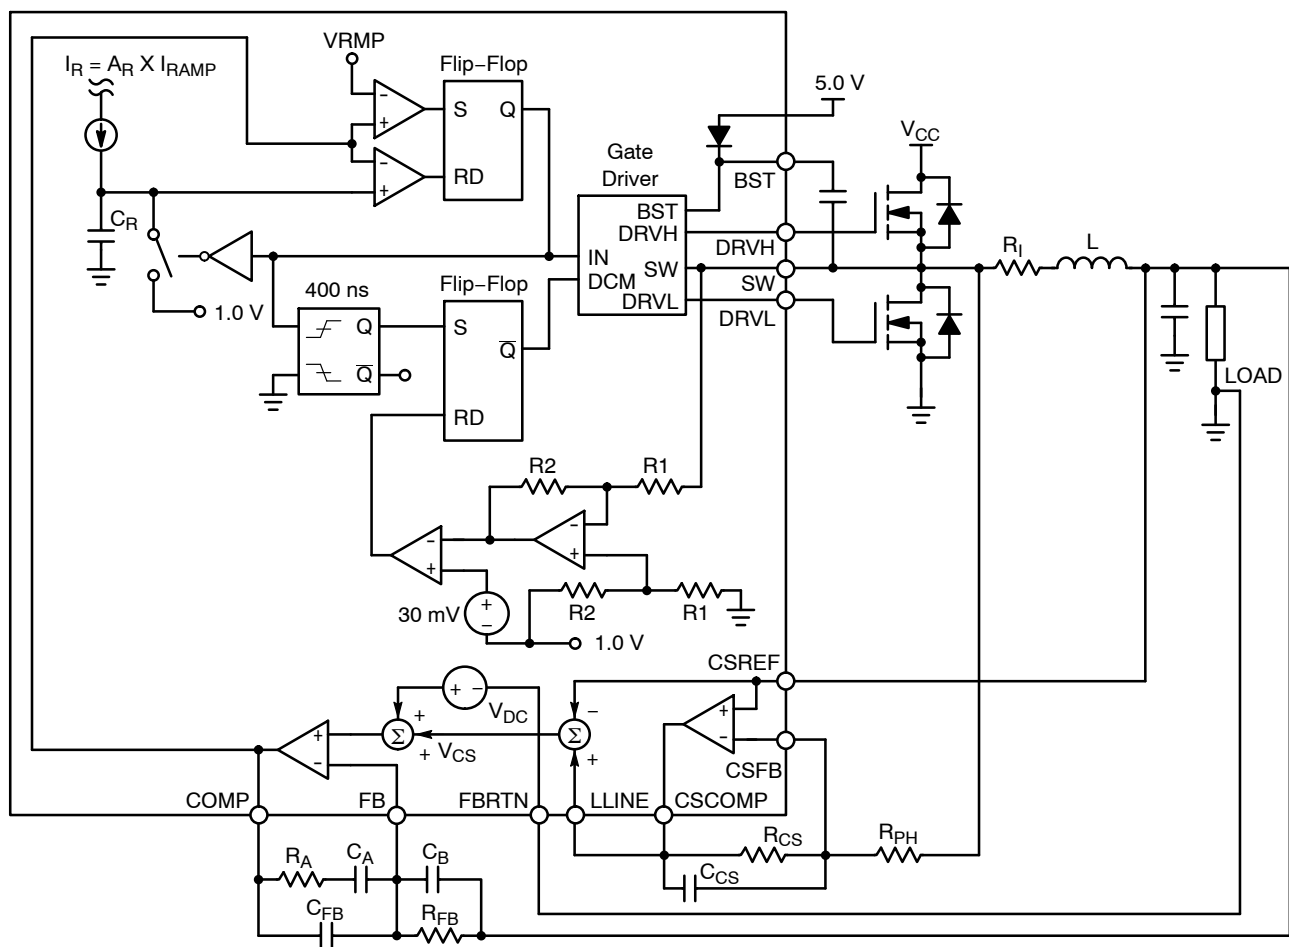 VRMP
I_R = A_R X I_RAMP
Flip−Flop
5.0 V
−
+
S
Q
V_CC
−
+
RD
Gate
Driver
BST
C_R
BST
DRVH
DRVH
IN
SW
R_I
L
DCM
SW
1.0 V
400 ns
Flip−Flop
DRVL
DRVL
Q
S
Q
Q
LOAD
RD
R2
R1
−
+
−
+
30 mV
+
−
R2
R1
1.0 V
CSREF
+ −
V_DC
−
+
+
Σ
Σ
+ V_CS
+
−
−
CSFB
COMP
FB
FBRTN
LLINE
CSCOMP
R_CS
R_PH
R_A
C_A
C_B
C_CS
C_FB
R_FB